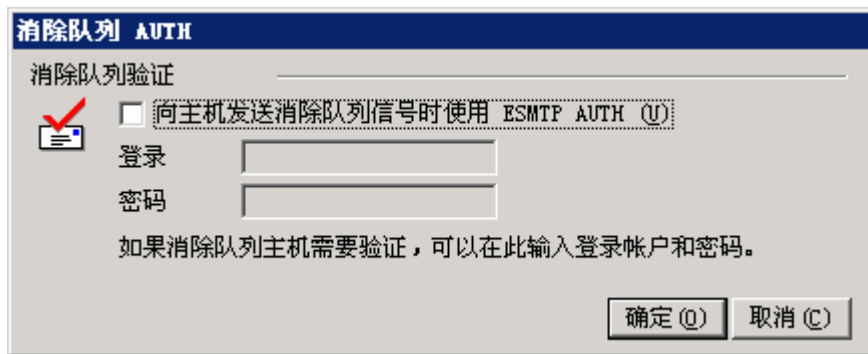 消除队列 AUTH
消除队列验证
向主机发送消除队列信号时使用 ESMTP AUTH (U)
登录
密码
如果消除队列主机需要验证，可以在此输入登录帐户和密码。
确定(O) 取消(C)